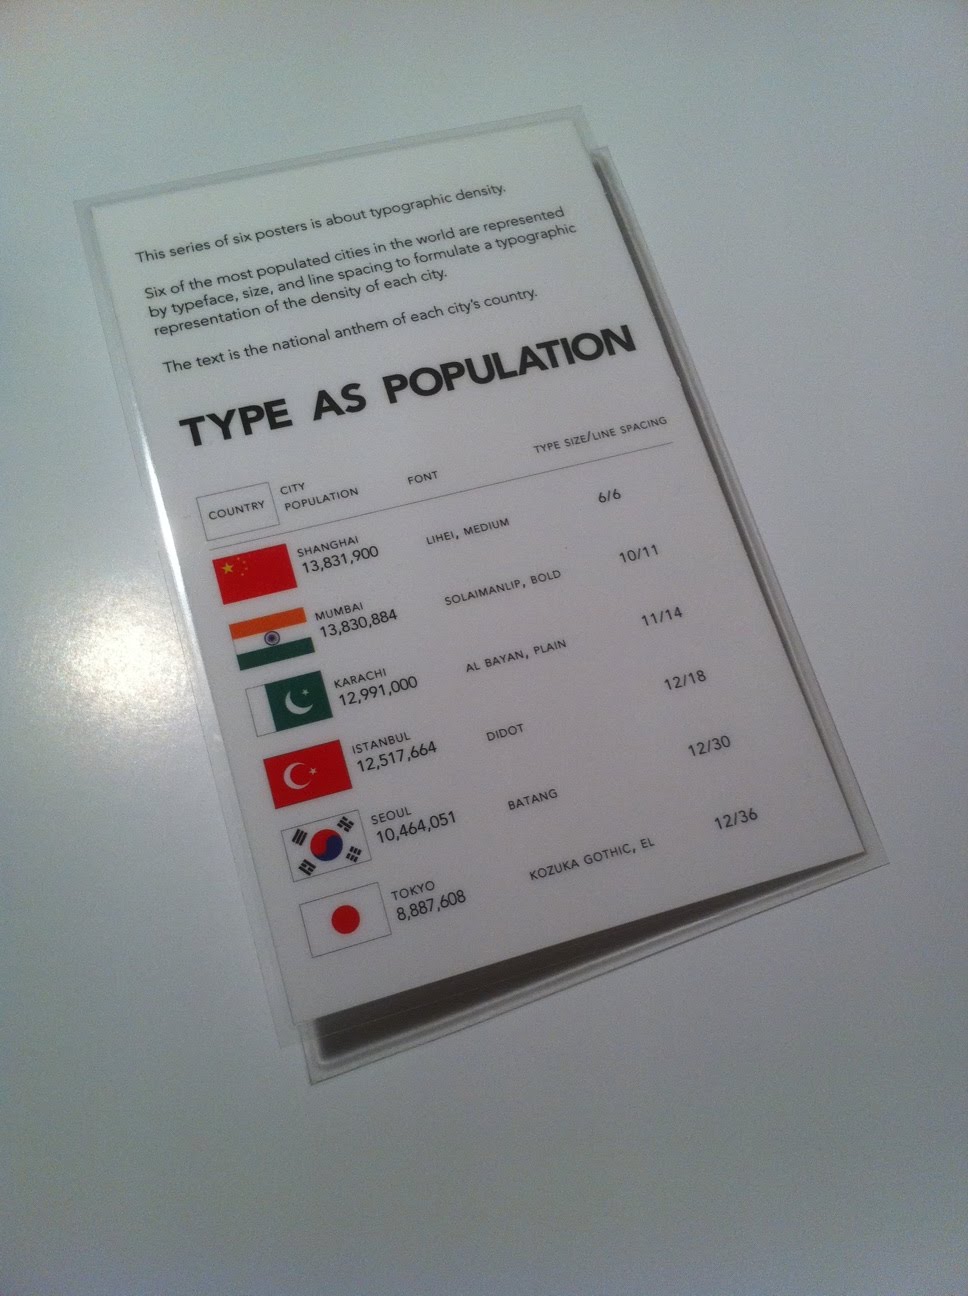 This series of six posters is about typographic density.
Six of the most populated cities in the world are represented
by typeface, size, and line spacing to formulate a typographic
representation of the density of each city.
The text is the national anthem of each city's country.
TYPE AS POPULATION
COUNTRY CITY POPULATION FONT TYPE SIZE/LINE SPACING
SHANGHAI
13,831,900 LIHEI, MEDIUM 6/6
MUMBAI
13,830,884 SOLAIMANLIP, BOLD 10/11
KARACHI
12,991,000 AL BAYAN, PLAIN 11/14
ISTANBUL
12,517,664 DIDOT 12/18
SEOUL
10,464,051 BATANG 12/30
TOKYO
8,887,608 KOZUKA GOTHIC, EL 12/36